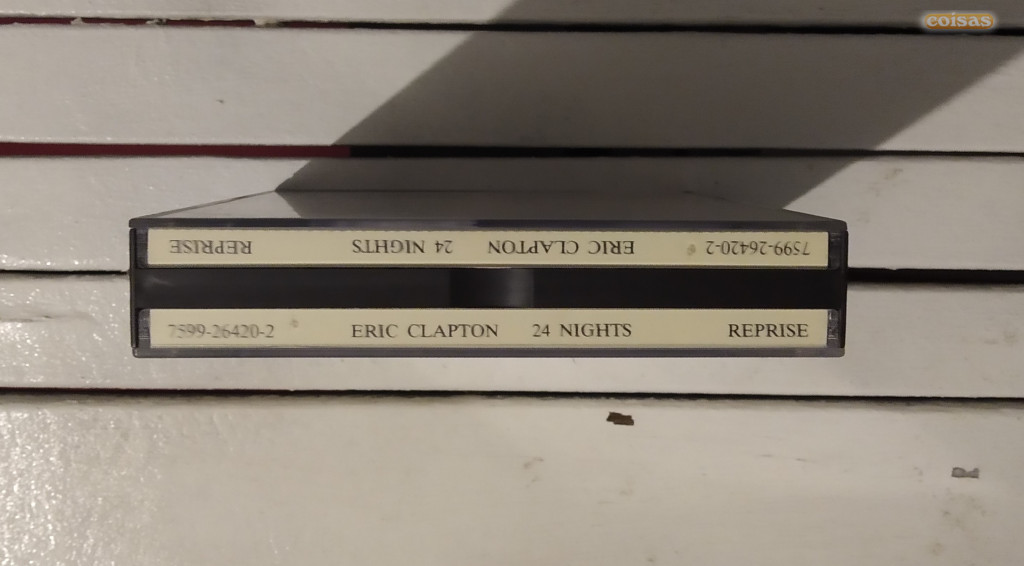 coisas
7599-26420-2 ERIC CLAPTON 24 NIGHTS REPRISE
7599-26420-2 ERIC CLAPTON 24 NIGHTS REPRISE